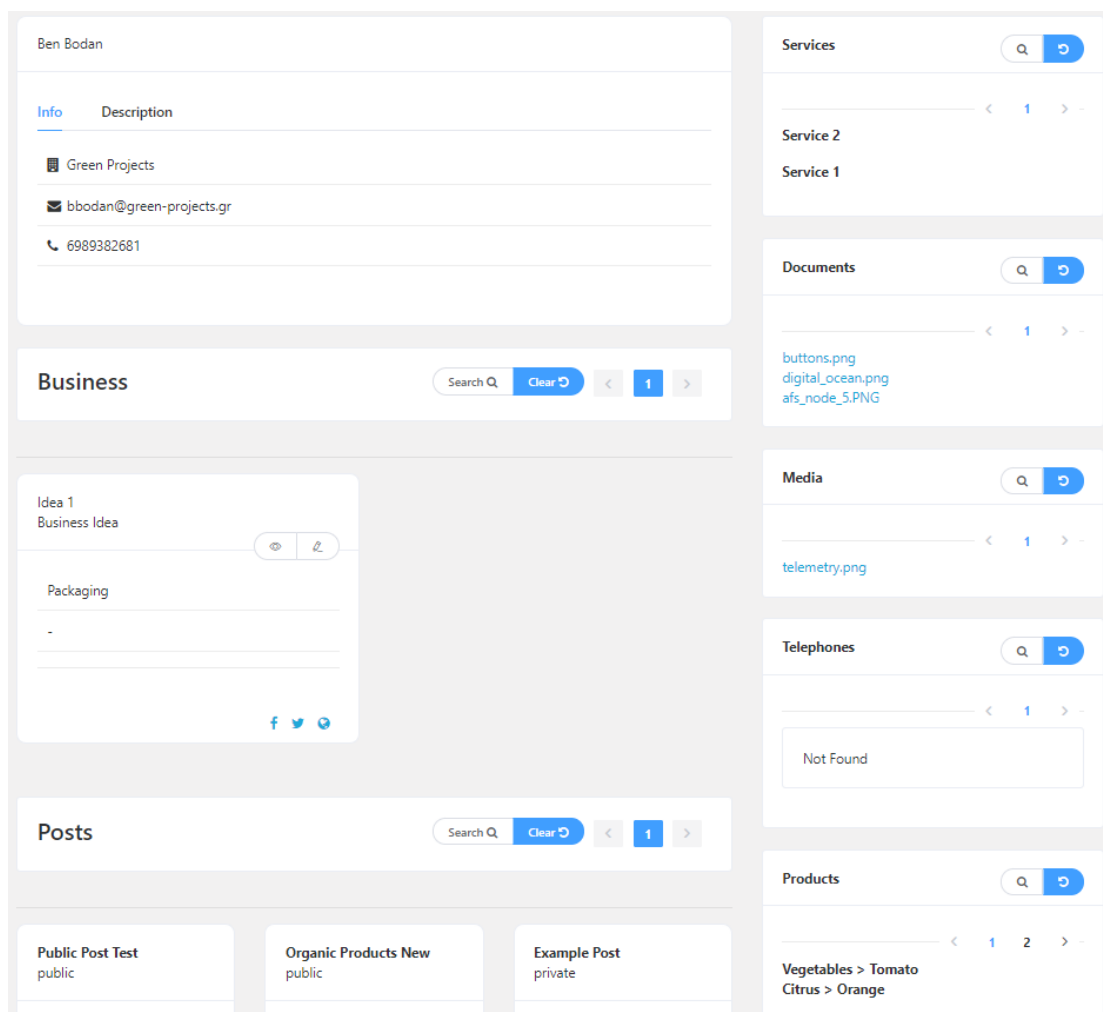 Ben Bodan
Info Description
Green Projects
bbodan@green-projects.gr
6989382681
Business
Search Clear 1
Idea 1
Business Idea
Packaging
-
Posts
Search Clear 1
Public Post Test
public
Organic Products New
public
Example Post
private
Services
1
Service 2
Service 1
Documents
1
buttons.png
digital_ocean.png
afs_node_5.PNG
Media
1
telemetry.png
Telephones
1
Not Found
Products
1 2
Vegetables > Tomato
Citrus > Orange